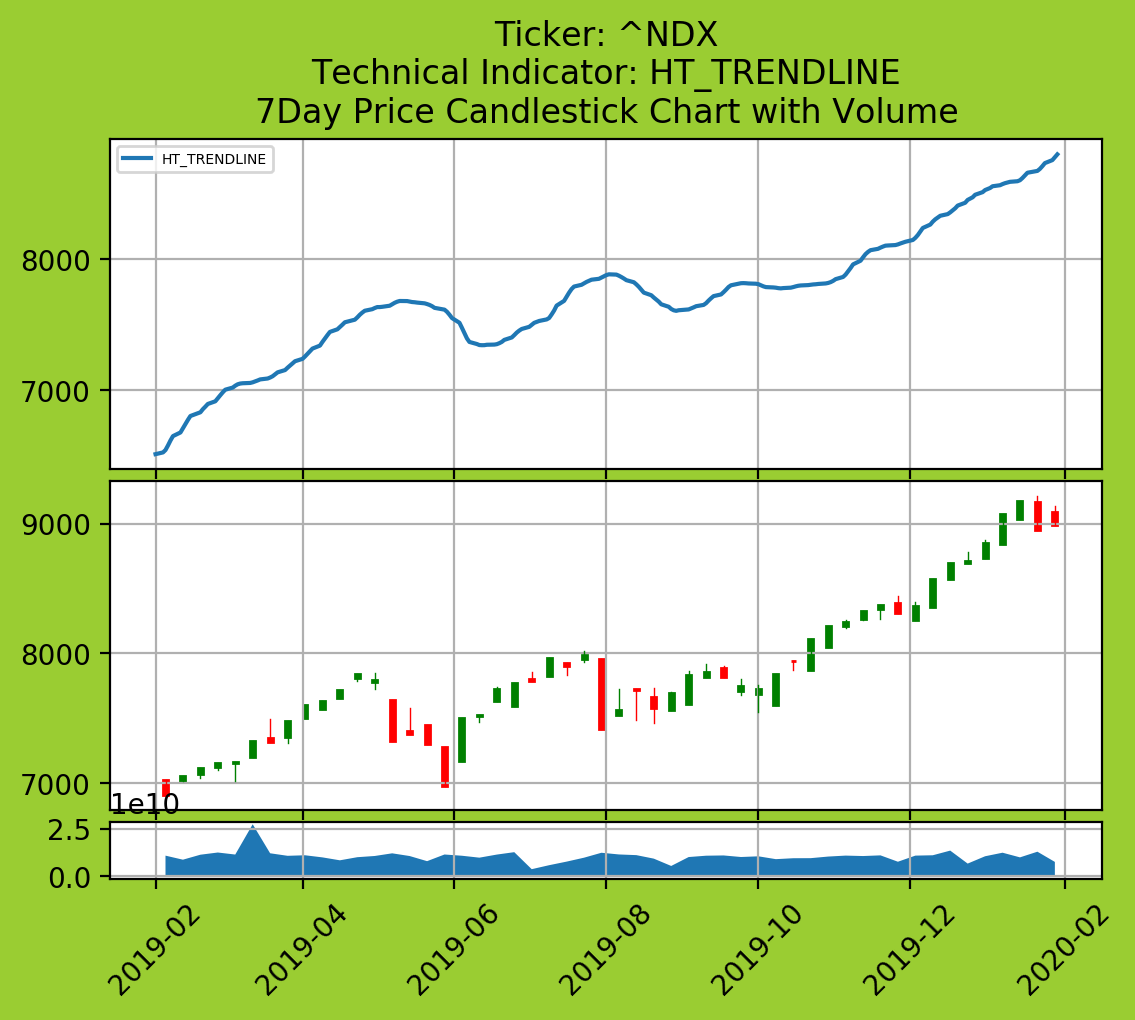 Ticker: ^NDX
Technical Indicator: HT_TRENDLINE
7Day Price Candlestick Chart with Volume
HT_TRENDLINE
8000
7000
9000
8000
7000
1e10
2.5
0.0
2019-02
2019-04
2019-06
2019-08
2019-10
2019-12
2020-02